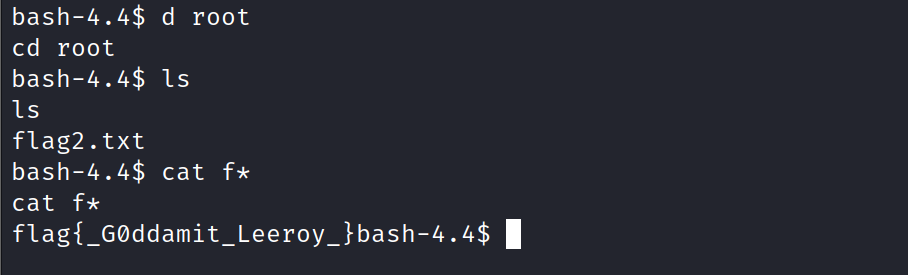 bash-4.4$ d root
cd root
bash-4.4$ ls
ls
flag2.txt
bash-4.4$ cat f*
cat f*
flag{_G0ddamit_Leeroy_}bash-4.4$